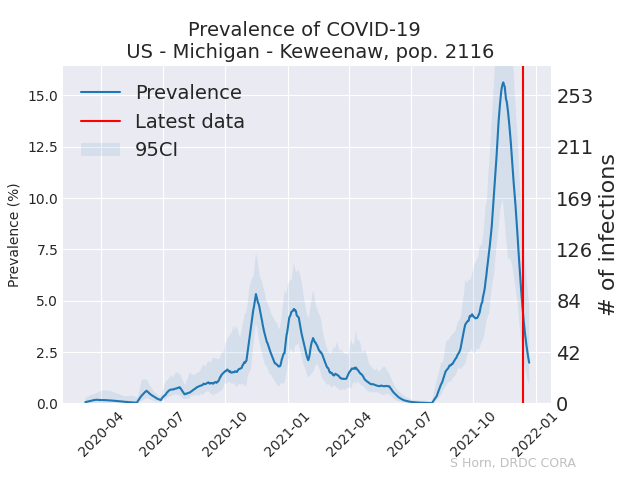 Prevalence of COVID-19
US - Michigan - Keweenaw, pop. 2116
Prevalence
Latest data
95CI
15.0
12.5
10.0
7.5
5.0
2.5
0.0
Prevalence (%)
253
211
169
126
84
42
0
# of infections
2020-04
2020-07
2020-10
2021-01
2021-04
2021-07
2021-10
2022-01
S Horn, DRDC CORA